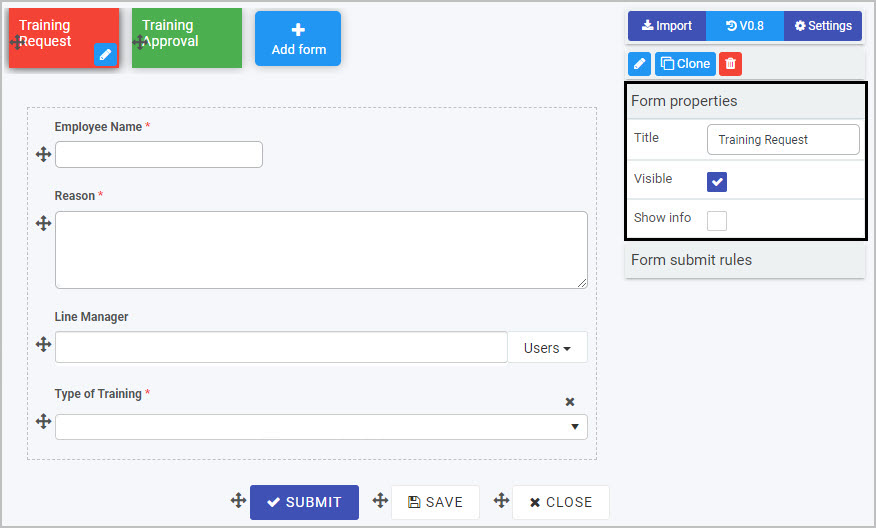 Training
Request
Training
Approval
Add form
Import
V0.8
Settings
Clone
Form properties
Title
Training Request
Visible
Show info
Form submit rules
Employee Name *
Reason *
Line Manager
Users
Type of Training *
SUBMIT
SAVE
CLOSE